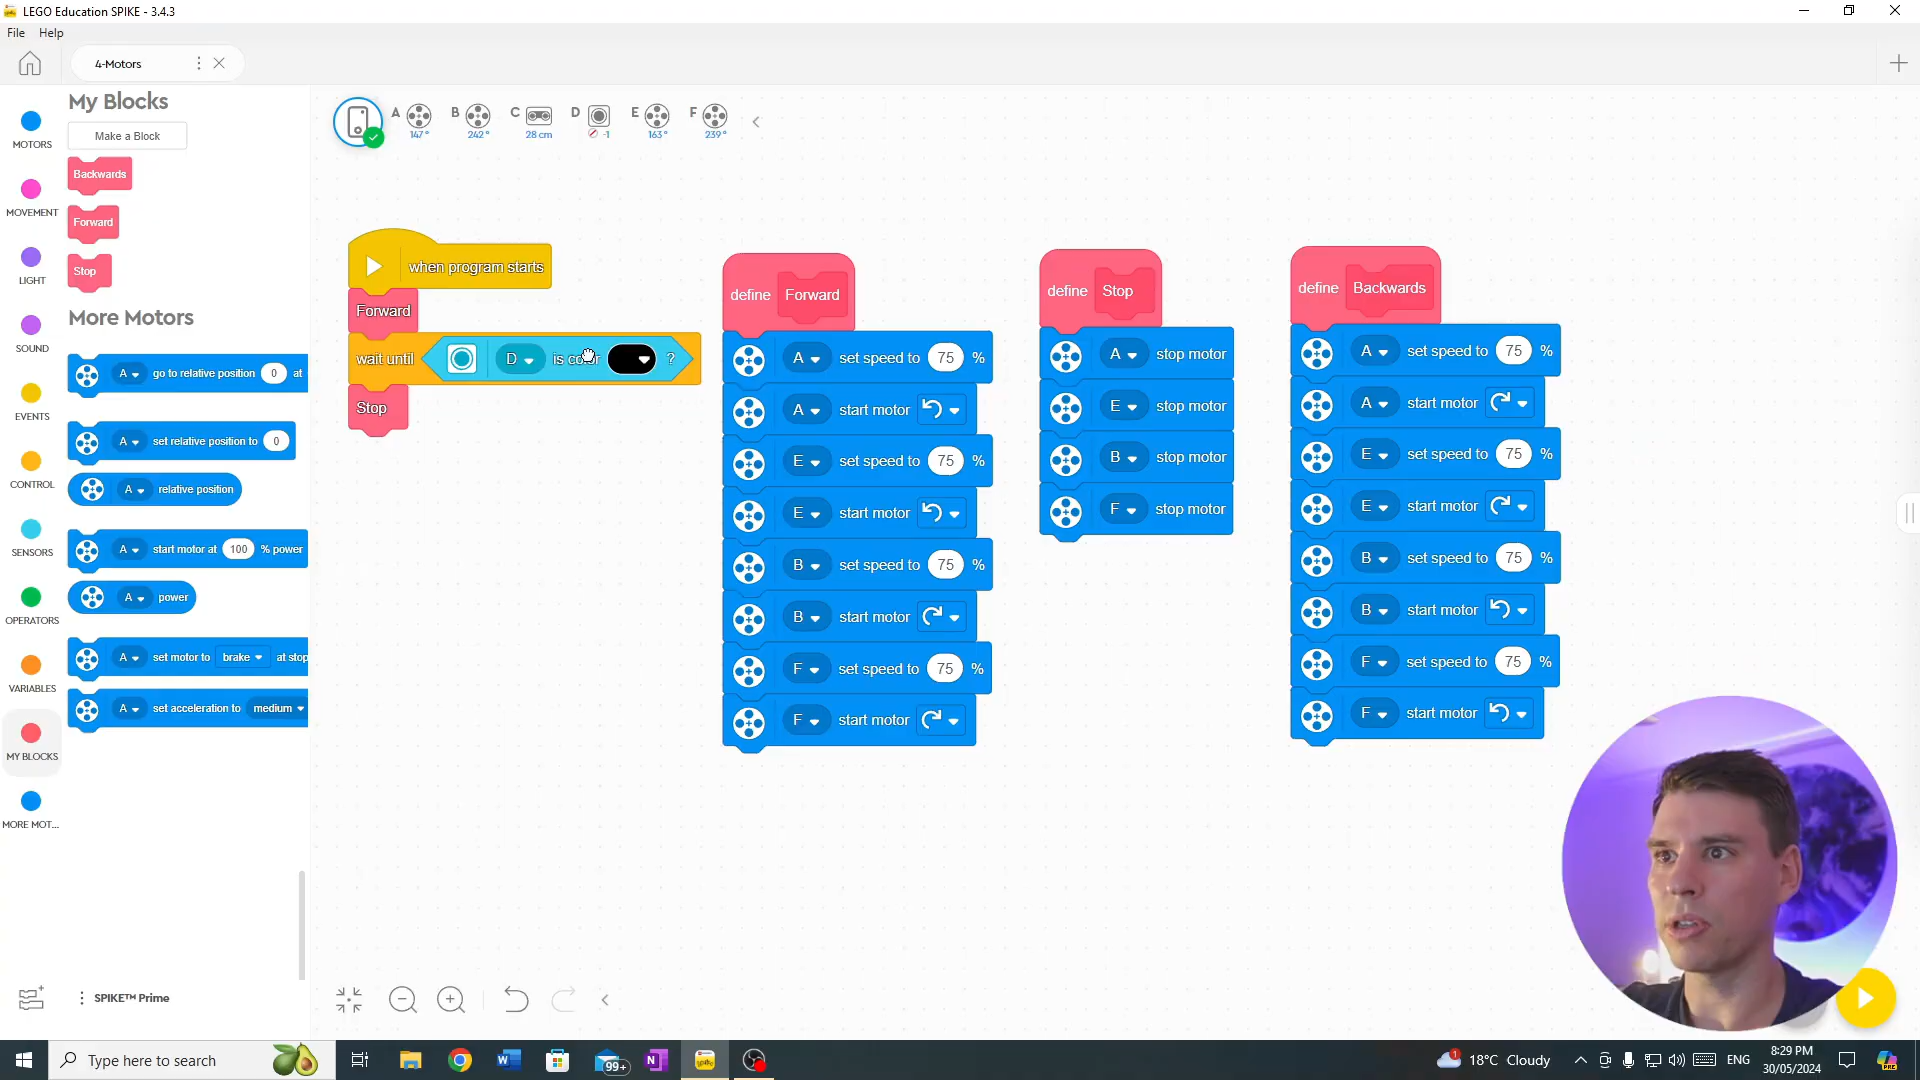 LEGO Education SPIKE - 3.4.3
File Help
4-Motors
My Blocks
Make a Block
Backwards
Forward
Stop
More Motors
A go to relative position 0 at
A set relative position to 0
A relative position
A start motor at 100 % power
A power
A set motor to brake at stop
A set acceleration to medium
MOTORS
MOVEMENT
LIGHT
SOUND
EVENTS
CONTROL
SENSORS
OPERATORS
VARIABLES
MY BLOCKS
MORE MOT...
SPIKE™ Prime
A 147° B 242° C 28 cm D -1 E 163° F 239°
when program starts
Forward
wait until D is color ?
Stop
define Forward
A set speed to 75 %
A start motor
E set speed to 75 %
E start motor
B set speed to 75 %
B start motor
F set speed to 75 %
F start motor
define Stop
A stop motor
E stop motor
B stop motor
F stop motor
define Backwards
A set speed to 75 %
A start motor
E set speed to 75 %
E start motor
B set speed to 75 %
B start motor
F set speed to 75 %
F start motor
Type here to search
99+
1 18°C Cloudy
ENG
8:29 PM
30/05/2024
PRE